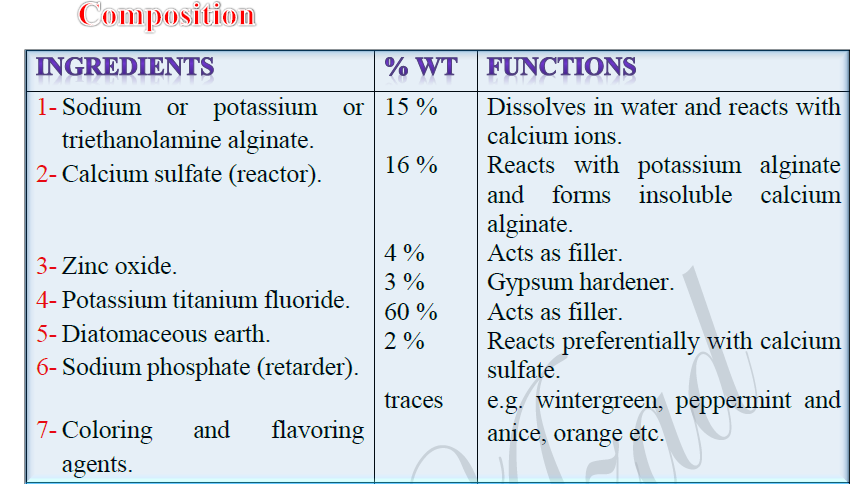 Composition
INGREDIENTS % WT FUNCTIONS
1- Sodium or potassium or
triethanolamine alginate.
2- Calcium sulfate (reactor).
3- Zinc oxide.
4- Potassium titanium fluoride.
5- Diatomaceous earth.
6- Sodium phosphate (retarder).
7- Coloring and flavoring
agents.
15 %
16 %
4 %
3 %
60 %
2 %
traces
Dissolves in water and reacts with
calcium ions.
Reacts with potassium alginate
and forms insoluble calcium
alginate.
Acts as filler.
Gypsum hardener.
Acts as filler.
Reacts preferentially with calcium
sulfate.
e.g. wintergreen, peppermint and
anice, orange etc.